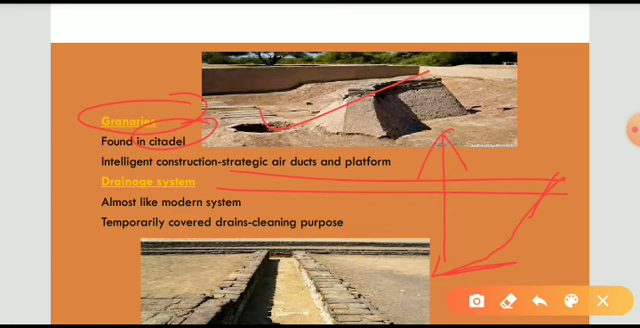 Granaries
Found in citadel
Intelligent construction-strategic air ducts and platform
Drainage system
Almost like modern system
Temporarily covered drains-cleaning purpose